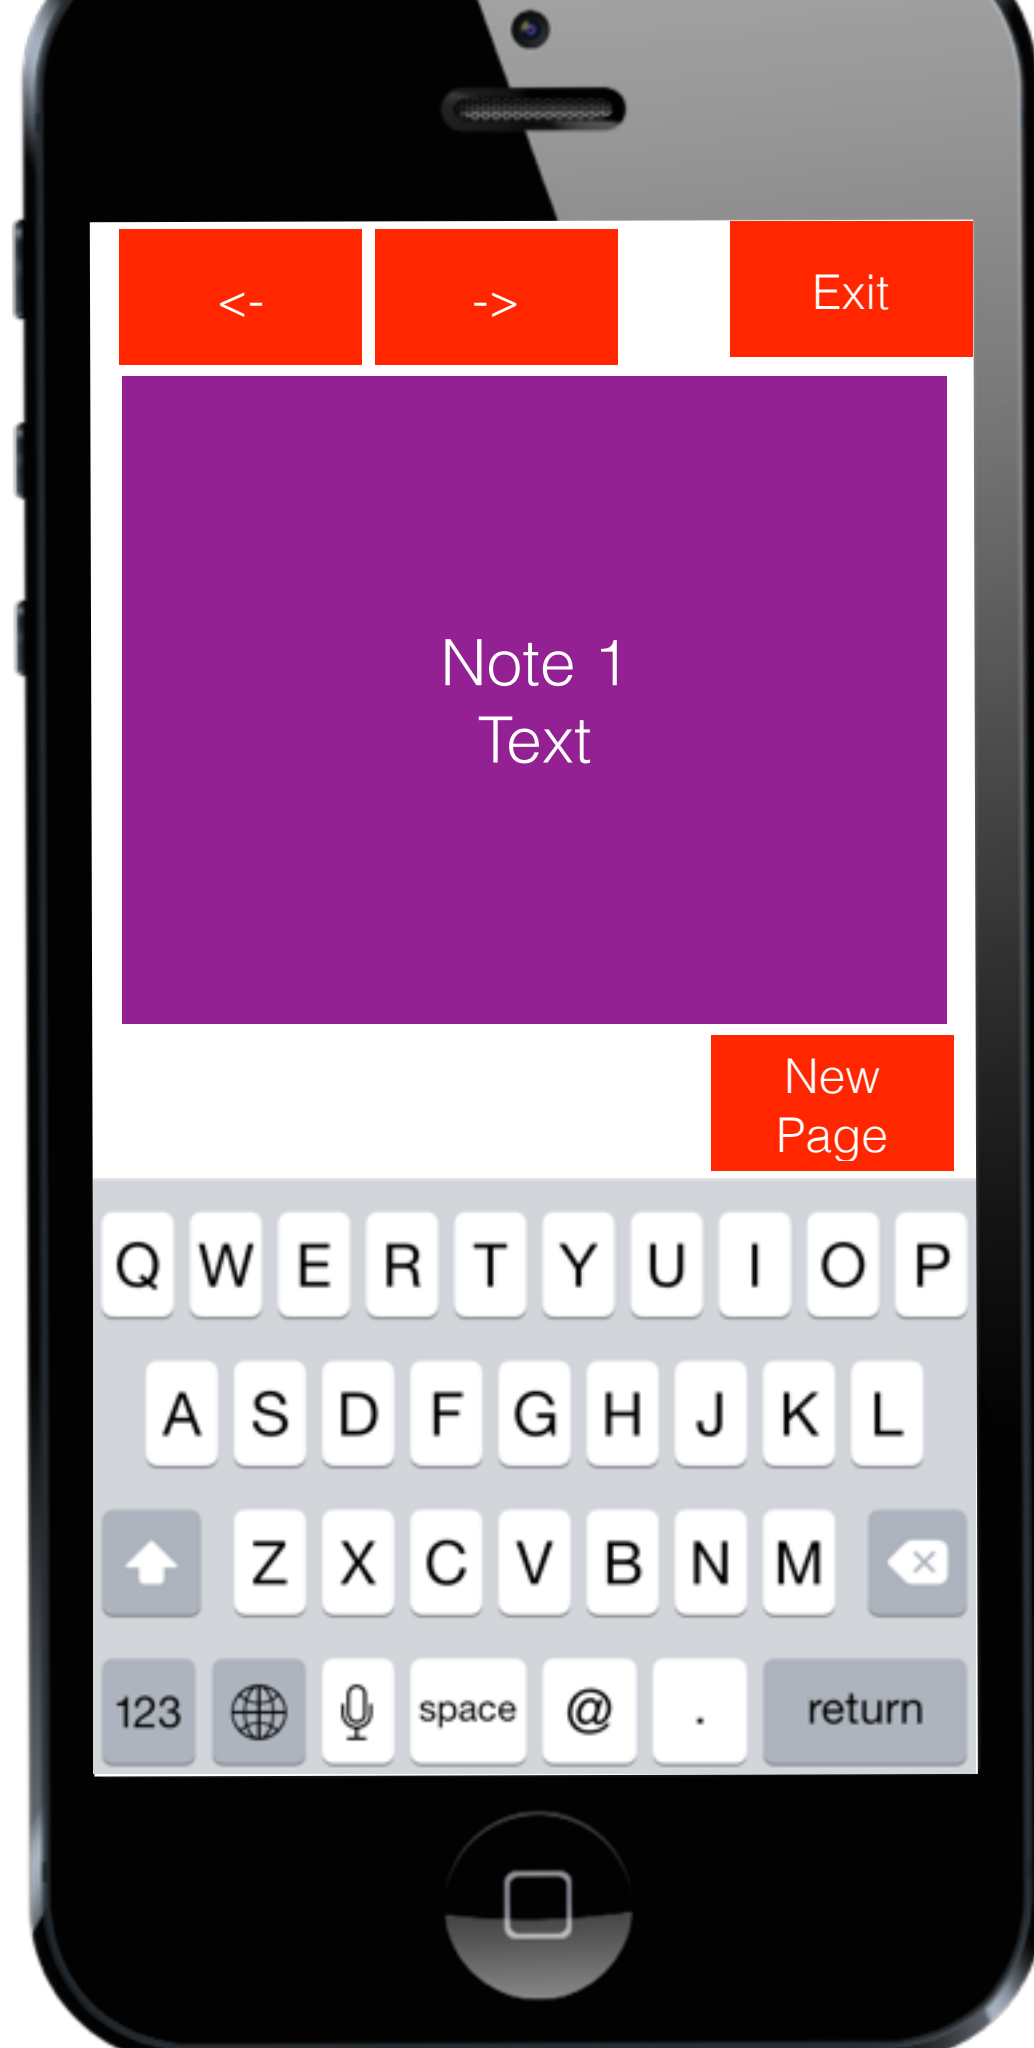 <- -> Exit
Note 1
Text
New
Page
Q W E R T Y U I O P
A S D F G H J K L
Z X C V B N M
123 space @ . return